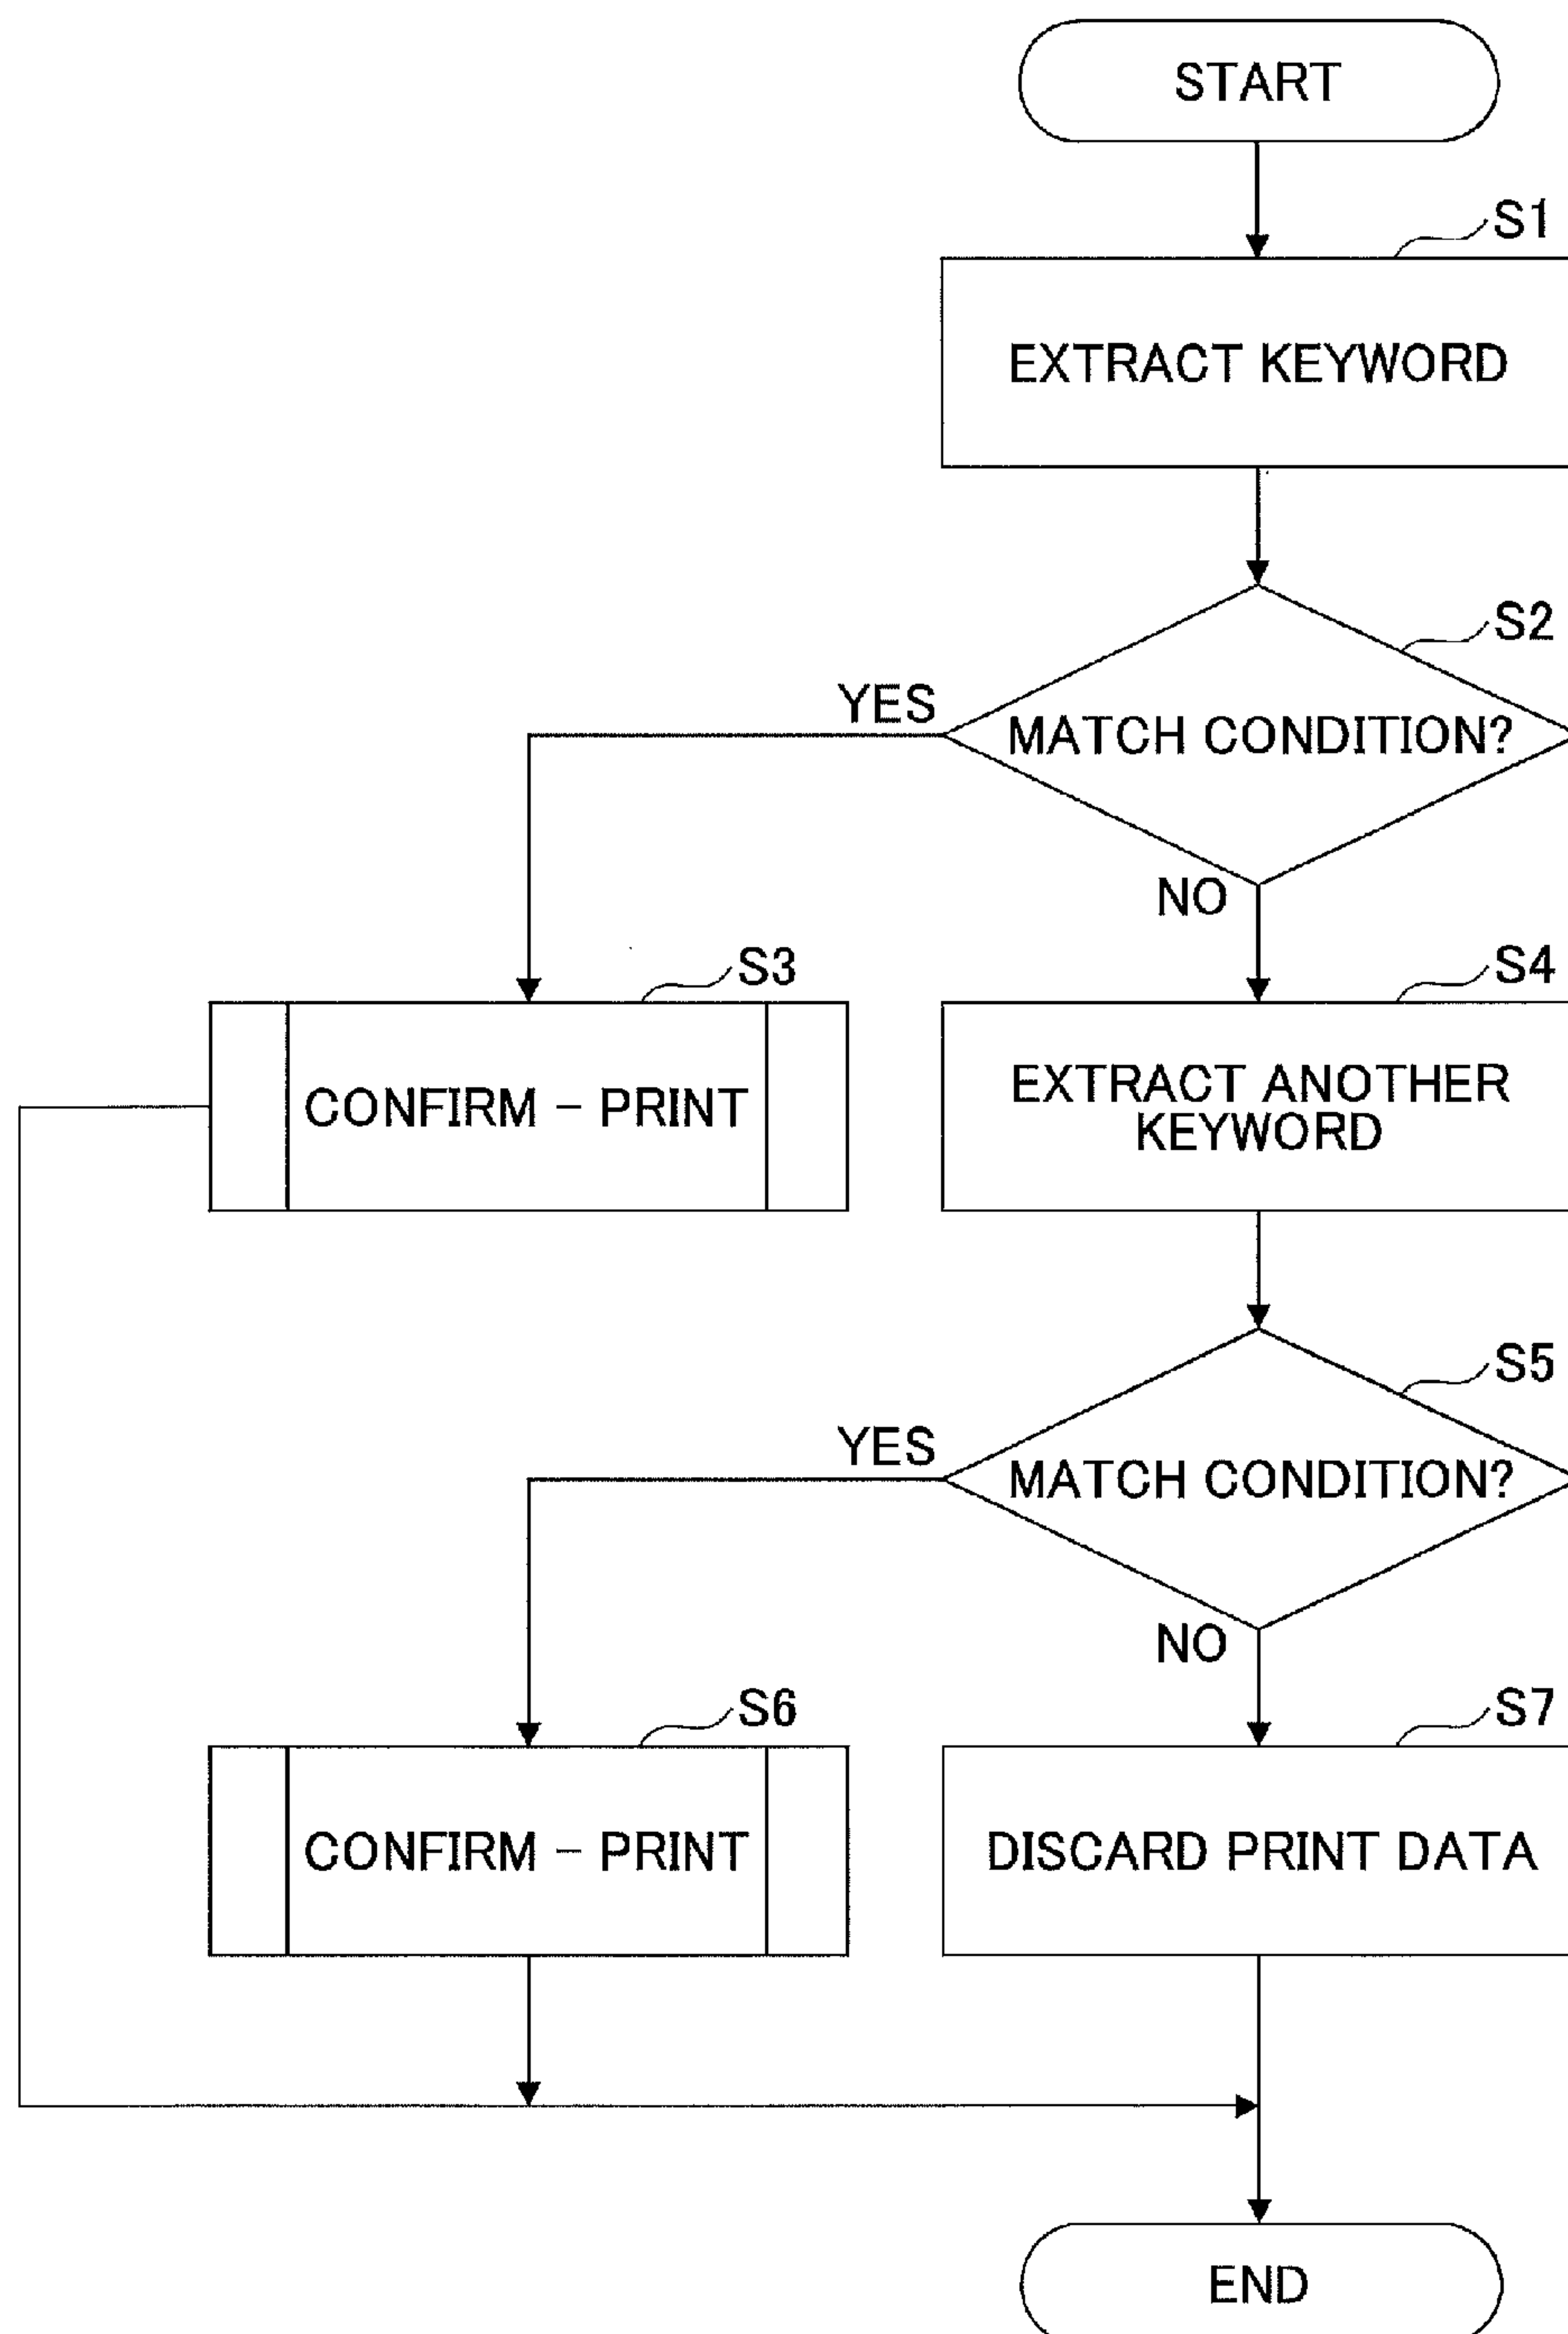 START
S1
EXTRACT KEYWORD
S2
YES
MATCH CONDITION?
NO
S3
S4
CONFIRM – PRINT
EXTRACT ANOTHER
KEYWORD
S5
YES
MATCH CONDITION?
NO
S6
S7
CONFIRM – PRINT
DISCARD PRINT DATA
END